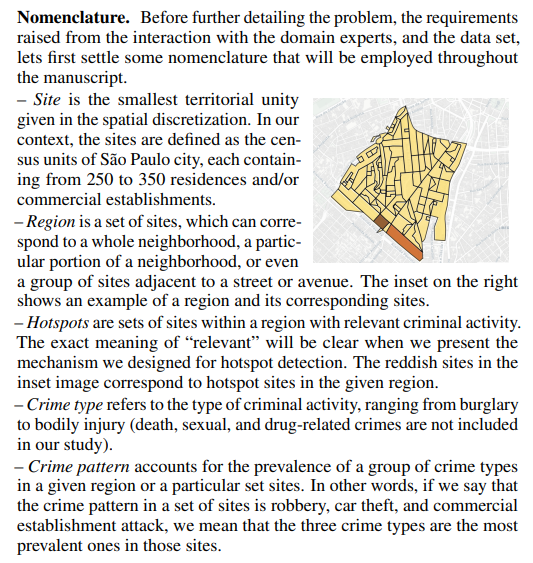 Nomenclature. Before further detailing the problem, the requirements
raised from the interaction with the domain experts, and the data set,
lets first settle some nomenclature that will be employed throughout
the manuscript.
– Site is the smallest territorial unity
given in the spatial discretization. In our
context, the sites are defined as the cen-
sus units of São Paulo city, each contain-
ing from 250 to 350 residences and/or
commercial establishments.
– Region is a set of sites, which can corre-
spond to a whole neighborhood, a partic-
ular portion of a neighborhood, or even
a group of sites adjacent to a street or avenue. The inset on the right
shows an example of a region and its corresponding sites.
– Hotspots are sets of sites within a region with relevant criminal activity.
The exact meaning of “relevant” will be clear when we present the
mechanism we designed for hotspot detection. The reddish sites in the
inset image correspond to hotspot sites in the given region.
– Crime type refers to the type of criminal activity, ranging from burglary
to bodily injury (death, sexual, and drug-related crimes are not included
in our study).
– Crime pattern accounts for the prevalence of a group of crime types
in a given region or a particular set sites. In other words, if we say that
the crime pattern in a set of sites is robbery, car theft, and commercial
establishment attack, we mean that the three crime types are the most
prevalent ones in those sites.